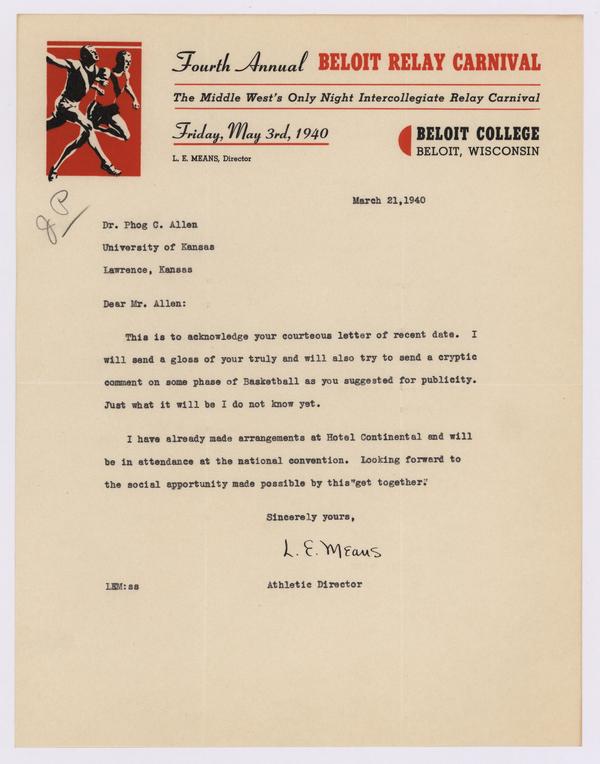 Fourth Annual BELOIT RELAY CARNIVAL
The Middle West's Only Night Intercollegiate Relay Carnival
Friday, May 3rd, 1940
L. E. MEANS, Director
BELOIT COLLEGE
BELOIT, WISCONSIN
March 21,1940
Dr. Phog C. Allen
University of Kansas
Lawrence, Kansas
Dear Mr. Allen:
This is to acknowledge your courteous letter of recent date. I
will send a gloss of your truly and will also try to send a cryptic
comment on some phase of Basketball as you suggested for publicity.
Just what it will be I do not know yet.
I have already made arrangements at Hotel Continental and will
be in attendance at the national convention. Looking forward to
the social apportunity made possible by this"get together."
Sincerely yours,
L. E. Means
LEM:ss
Athletic Director